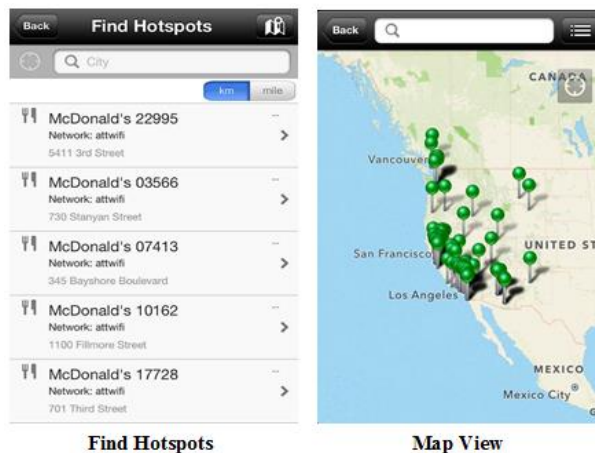 Back Find Hotspots
City
km mile
McDonald's 22995 --
Network: attwifi
5411 3rd Street
McDonald's 03566 --
Network: attwifi
730 Stanyan Street
McDonald's 07413 --
Network: attwifi
345 Bayshore Boulevard
McDonald's 10162 --
Network: attwifi
1100 Fillmore Street
McDonald's 17728 --
Network: attwifi
701 Third Street
Find Hotspots
Back
CANADA
Vancouver
San Francisco
UNITED ST
Los Angeles
MEXICO
Mexico City
Map View